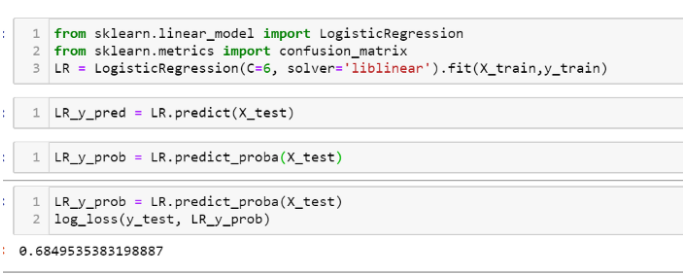 1 from sklearn.linear_model import LogisticRegression
2 from sklearn.metrics import confusion_matrix
3 LR = LogisticRegression(C=6, solver='liblinear').fit(X_train,y_train)
1 LR_y_pred = LR.predict(X_test)
1 LR_y_prob = LR.predict_proba(X_test)
1 LR_y_prob = LR.predict_proba(X_test)
2 log_loss(y_test, LR_y_prob)
0.6849535383198887